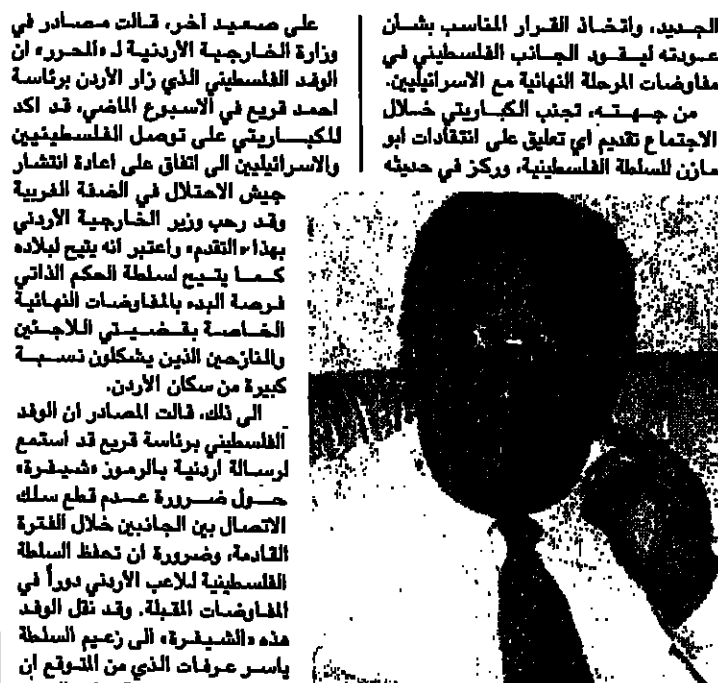 الجديد، واتخاذ القرار المناسب بشأن
عودته ليقود الجانب الفلسطيني في
مفاوضات المرحلة النهائية مع الاسرائيليين.
من جهته، تجنب الكباريتي خلال
الاجتماع تقديم اي تعليق على انتقادات ابو
مازن للسلطة الفلسطينية، وركز في حديثه
على صعيد آخر، قالت مصادر في
وزارة الخارجية الأردنية لـ «المحرر» ان
الوفد الفلسطيني الذي زار الأردن برئاسة
احمد قريع في الاسبوع الماضي، قد اكد
للكباريتي على توصل الفلسطينيين
والاسرائيليين الى اتفاق على اعادة انتشار
جيش الاحتلال في الضفة الغربية
وقد رحب وزير الخارجية الأردني
بهذا «التقدم» واعتبر انه يتيح لبلاده
كما يتيح لسلطة الحكم الذاتي
فرصة البدء بالمفاوضات النهائية
الخاصة بقضيتي اللاجئين
والنازحين الذين يشكلون نسبة
كبيرة من سكان الأردن.
الى ذلك، قالت المصادر ان الوفد
الفلسطيني برئاسة قريع قد استمع
لرسالة اردنية بالرموز «شيفرة»
حول ضرورة عدم قطع سلك
الاتصال بين الجانبين خلال الفترة
القادمة، وضرورة ان تحفظ السلطة
الفلسطينية للاعب الأردني دوراً في
المفاوضات المقبلة. وقد نقل الوفد
هذه «الشيفرة» الى زعيم السلطة
ياسر عرفات الذي من المتوقع ان